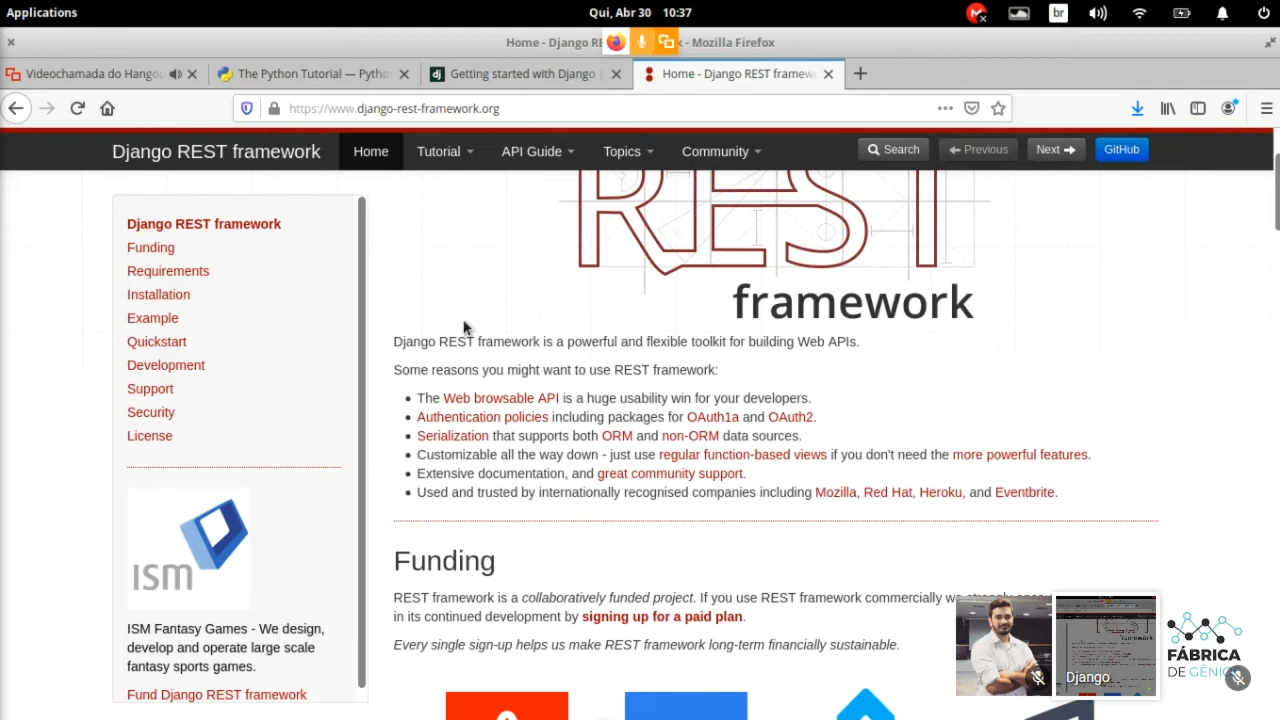 Applications
Qui, Abr 30 10:37
br
Home - Django RE
k - Mozilla Firefox
Videochamada do Hangou
The Python Tutorial — Pytho
Getting started with Django
Home - Django REST framew
https://www.django-rest-framework.org
Django REST framework
Home
Tutorial
API Guide
Topics
Community
Search
Previous
Next
GitHub
REST
framework
Django REST framework
Funding
Requirements
Installation
Example
Quickstart
Development
Support
Security
License
ISM
ISM Fantasy Games - We design,
develop and operate large scale
fantasy sports games.
Fund Django REST framework
Django REST framework is a powerful and flexible toolkit for building Web APIs.
Some reasons you might want to use REST framework:
The Web browsable API is a huge usability win for your developers.
Authentication policies including packages for OAuth1a and OAuth2.
Serialization that supports both ORM and non-ORM data sources.
Customizable all the way down - just use regular function-based views if you don't need the more powerful features.
Extensive documentation, and great community support.
Used and trusted by internationally recognised companies including Mozilla, Red Hat, Heroku, and Eventbrite.
Funding
REST framework is a collaboratively funded project. If you use REST framework commercially
in its continued development by signing up for a paid plan.
Every single sign-up helps us make REST framework long-term financially sustainable.
Django
FÁBRICA
DE GÊNI